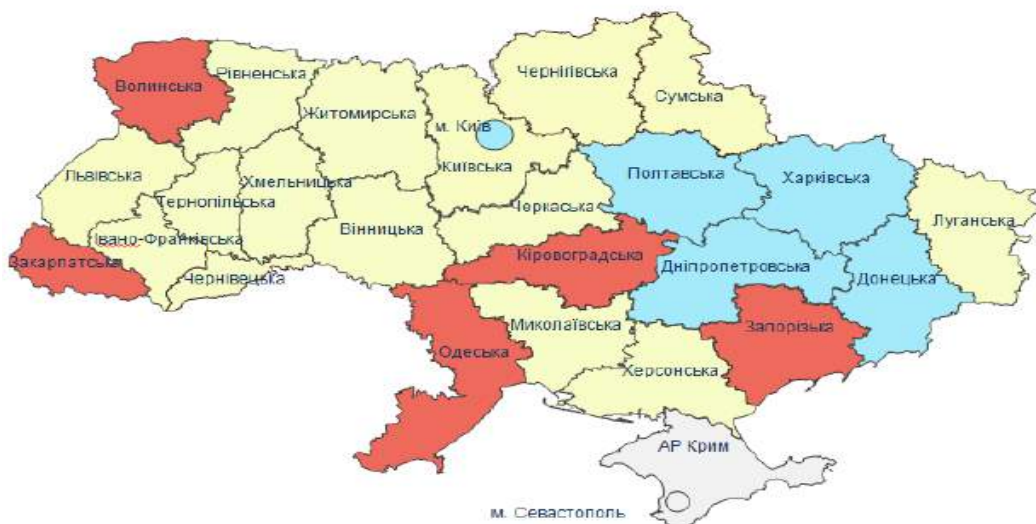 Волинська
Рівненська
Житомирська
м. Київ
Київська
Чернігівська
Сумська
Львівська
Тернопільська
Хмельницька
Вінницька
Черкаська
Полтавська
Харківська
Луганська
Закарпатська
Івано-Франківська
Чернівецька
Кіровоградська
Дніпропетровська
Донецька
Одеська
Миколаївська
Запорізька
Херсонська
АР Крим
м. Севастополь